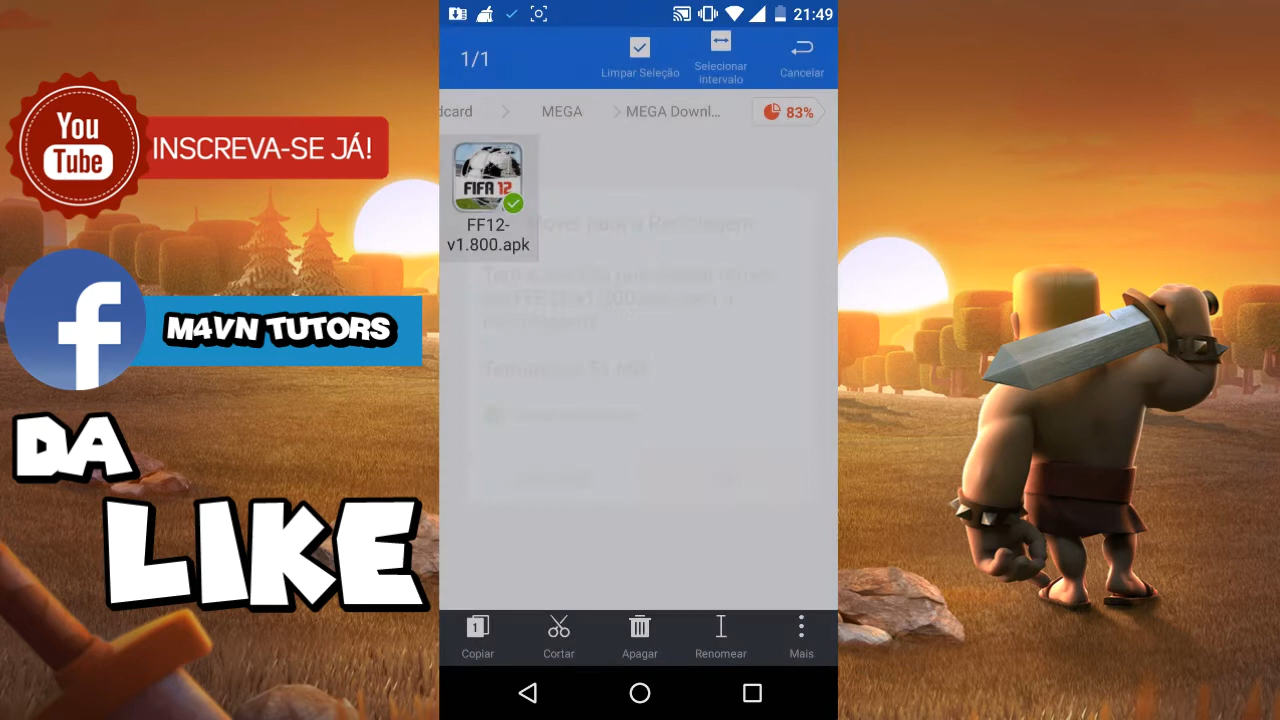 You
Tube
INSCREVA-SE JÁ!
M4VN TUTORS
DA
LIKE
21:49
1/1
Limpar Seleção
Selecionar
intervalo
Cancelar
dcard
MEGA
MEGA Downl...
83%
FIFA 12
FF12-
v1.800.apk
1
Copiar
Cortar
Apagar
Renomear
Mais